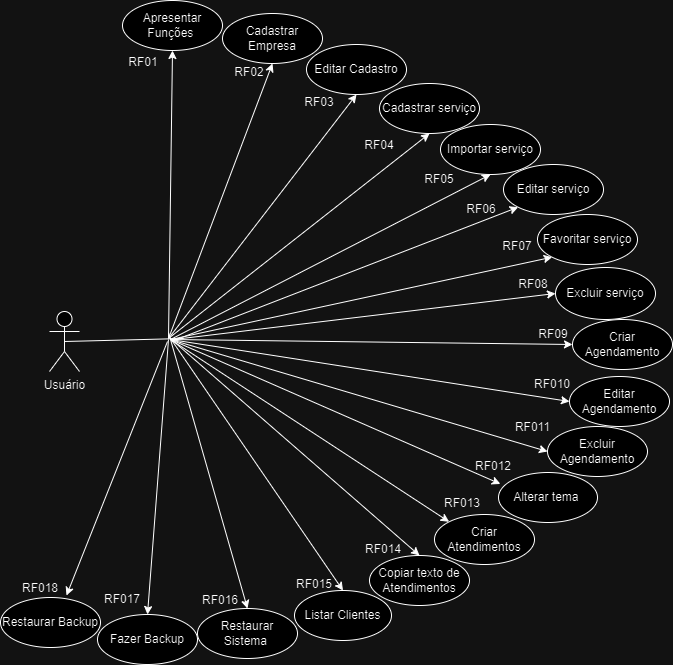 Apresentar
Funções
RF01
Cadastrar
Empresa
RF02
Editar Cadastro
RF03
Cadastrar serviço
RF04
Importar serviço
RF05
Editar serviço
RF06
Favoritar serviço
RF07
Excluir serviço
RF08
Criar
Agendamento
RF09
Usuário
Editar
Agendamento
RF010
Excluir
Agendamento
RF011
Alterar tema
RF012
Criar
Atendimentos
RF013
Copiar texto de
Atendimentos
RF014
Listar Clientes
RF015
Restaurar
Sistema
RF016
Fazer Backup
RF017
Restaurar Backup
RF018